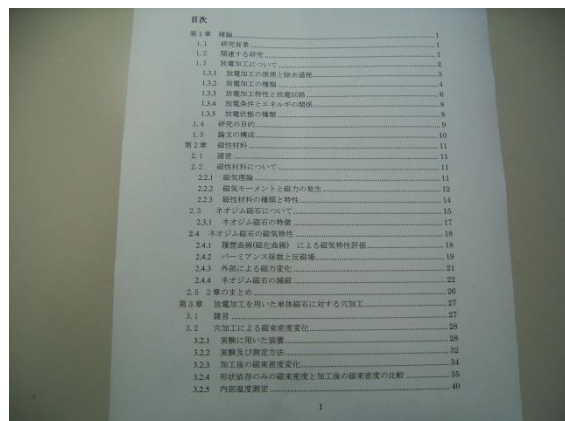 目次
第1章 緒論 1
1.1 研究背景 1
1.2 関連する研究 1
1.3 放電加工について 2
1.3.1 放電加工の原理と除去過程 3
1.3.2 放電加工の種類 4
1.3.3 放電加工特性と放電回路 6
1.3.4 放電条件とエネルギの関係 8
1.3.5 放電状態の種類 8
1.4 研究の目的 9
1.5 論文の構成 10
第2章 磁性材料 11
2.1 諸言 11
2.2 磁性材料について 11
2.2.1 磁気理論 11
2.2.2 磁気モーメントと磁力の発生 12
2.2.3 磁性材料の種類と特性 14
2.3 ネオジム磁石について 15
2.3.1 ネオジム磁石の特徴 17
2.4 ネオジム磁石の磁気特性 18
2.4.1 履歴曲線(磁化曲線) による磁気特性評価 18
2.4.2 パーミアンス係数と反磁場 19
2.4.3 外部による磁力変化 21
2.4.4 ネオジム磁石の減磁 22
2.5 2章のまとめ 26
第3章 放電加工を用いた単体磁石に対する穴加工 27
3.1 諸言 27
3.2 穴加工による磁束密度変化 28
3.2.1 実験に用いた装置 28
3.2.2 実験及び測定方法 32
3.2.3 加工後の磁束密度変化 34
3.2.4 形状依存のみの磁束密度と加工後の磁束密度の比較 35
3.2.5 内部温度測定 40
1